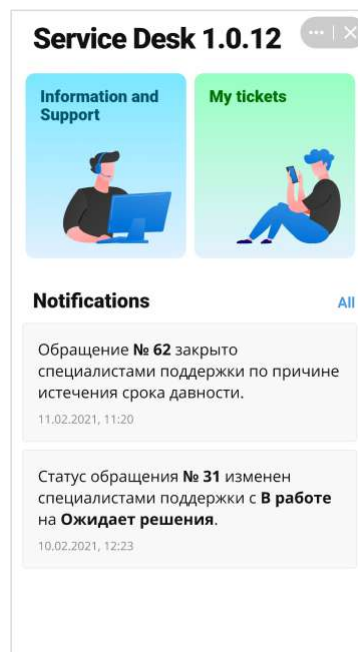 Service Desk 1.0.12
Information and
Support
My tickets
Notifications
All
Обращение № 62 закрыто
специалистами поддержки по причине
истечения срока давности.
11.02.2021, 11:20
Статус обращения № 31 изменен
специалистами поддержки с В работе
на Ожидает решения.
10.02.2021, 12:23